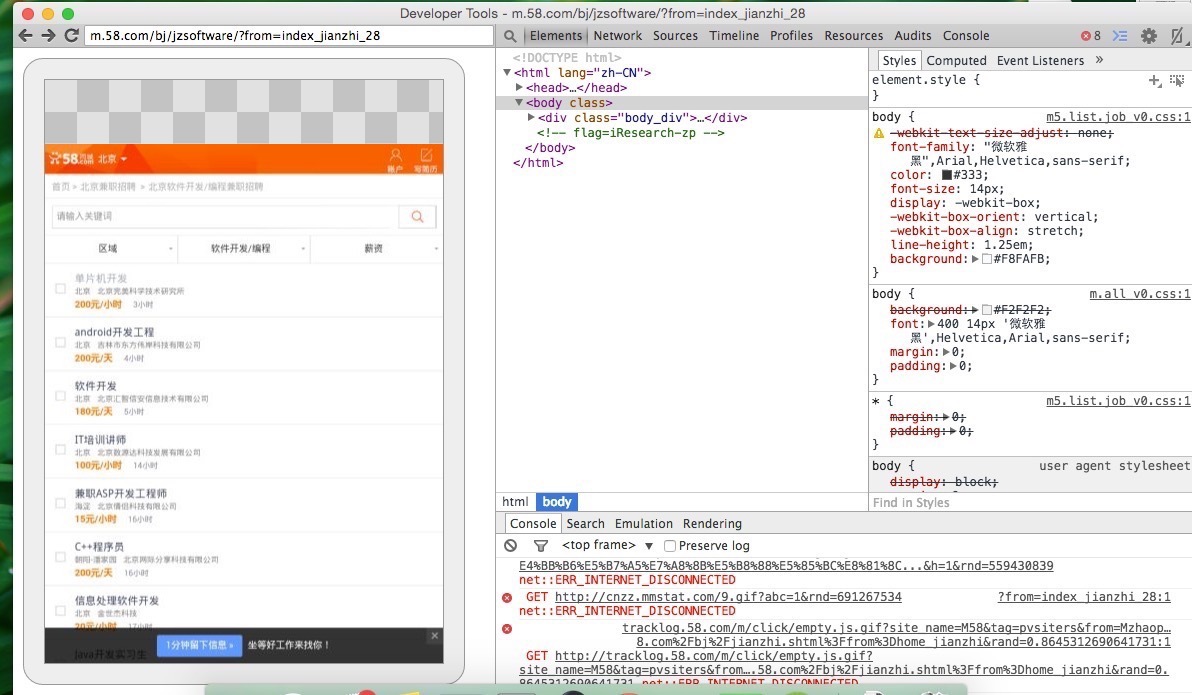 Developer Tools - m.58.com/bj/jzsoftware/?from=index_jianzhi_28
m.58.com/bj/jzsoftware/?from=index_jianzhi_28
Elements Network Sources Timeline Profiles Resources Audits Console
8
58同城 北京
账户 写简历
首页 » 北京兼职招聘 » 北京软件开发/编程兼职招聘
请输入关键词
区域 软件开发/编程 薪资
单片机开发
北京 北京完美科学技术研究所
200元/小时 3小时
android开发工程
北京 吉林市东方伟岸科技有限公司
200元/天 4小时
软件开发
北京 北京汇智信安信息技术有限公司
180元/天 5小时
IT培训讲师
北京 北京数源达科技发展有限公司
100元/小时 14小时
兼职ASP开发工程师
海淀 北京倩侣科技有限公司
15元/小时 16小时
C++程序员
朝阳-潘家园 北京网际分享科技有限公司
200元/天 16小时
信息处理软件开发
北京 金世杰科技
20元/小时 17小时
1分钟留下信息 » 坐等好工作来找你！
Java开发实习生
<!DOCTYPE html>
<html lang="zh-CN">
<head>…</head>
<body class>
<div class="body_div">…</div>
<!-- flag=iResearch-zp -->
</body>
</html>
html body
Styles Computed Event Listeners »
element.style {
}
body { m5.list.job_v0.css:1
-webkit-text-size-adjust: none;
font-family: "微软雅
黑",Arial,Helvetica,sans-serif;
color: #333;
font-size: 14px;
display: -webkit-box;
-webkit-box-orient: vertical;
-webkit-box-align: stretch;
line-height: 1.25em;
background: #F8FAFB;
}
body { m.all_v0.css:1
background: #F2F2F2;
font: 400 14px '微软雅
黑',Helvetica,Arial,sans-serif;
margin: 0;
padding: 0;
}
* { m5.list.job_v0.css:1
margin: 0;
padding: 0;
}
body { user agent stylesheet
display: block;
Find in Styles
Console Search Emulation Rendering
<top frame> Preserve log
E4%BB%B6%E5%B7%A5%E7%A8%8B%E5%B8%88%E5%85%BC%E8%81%8C...&h=1&rnd=559430839
net::ERR_INTERNET_DISCONNECTED
GET http://cnzz.mmstat.com/9.gif?abc=1&rnd=691267534 ?from=index_jianzhi_28:1
net::ERR_INTERNET_DISCONNECTED
tracklog.58.com/m/click/empty.js.gif?site_name=M58&tag=pvsiters&from=Mzhaop…
8.com%2Fbj%2Fjianzhi.shtml%3Ffrom%3Dhome_jianzhi&rand=0.8645312690641731:1
GET http://tracklog.58.com/m/click/empty.js.gif?
site_name=M58&tag=pvsiters&from….58.com%2Fbj%2Fjianzhi.shtml%3Ffrom%3Dhome_jianzhi&rand=0.
8645312690641731 net::ERR_INTERNET_DISCONNECTED